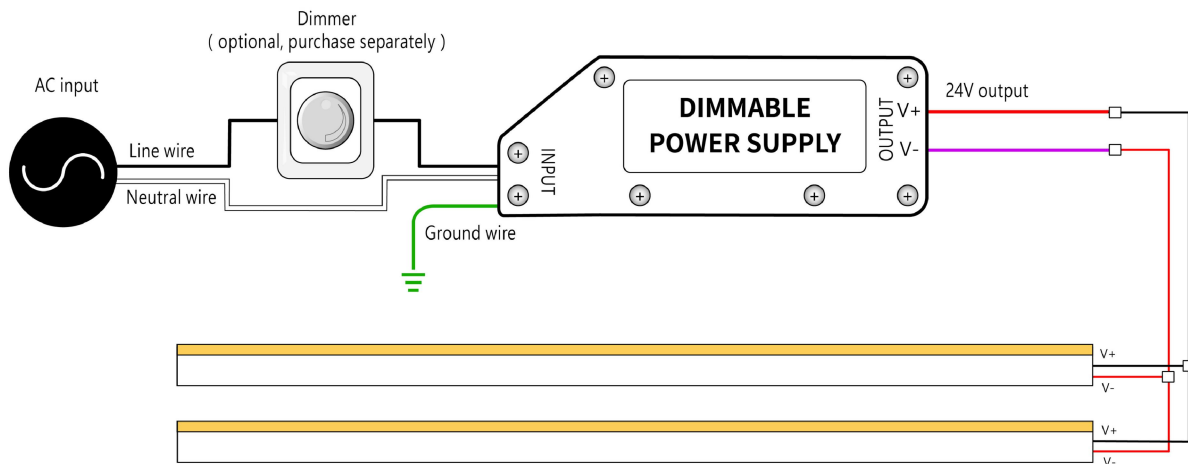 Dimmer
( optional, purchase separately )
AC input
Line wire
Neutral wire
Ground wire
INPUT
DIMMABLE
POWER SUPPLY
OUTPUT
V+
V-
24V output
V+
V-
V+
V-